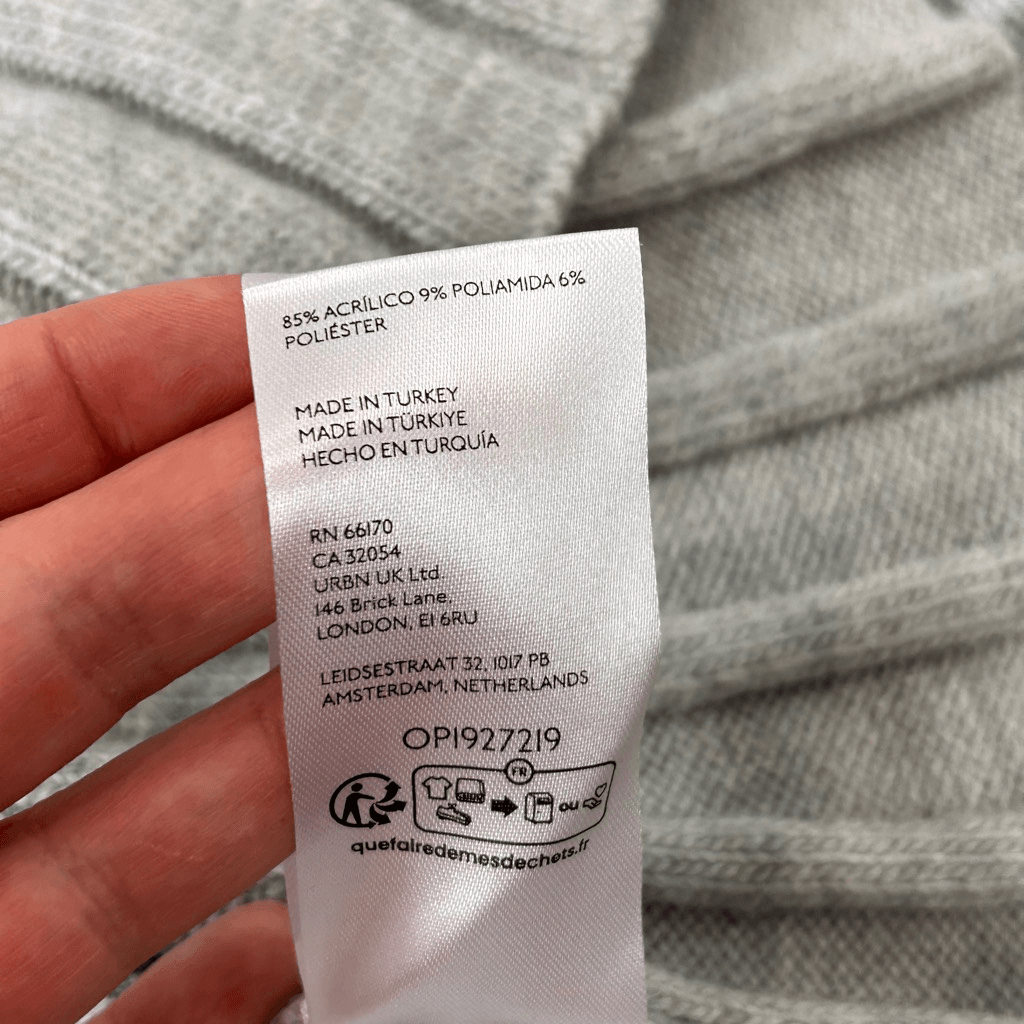 85% ACRÍLICO 9% POLIAMIDA 6%
POLIÉSTER
MADE IN TURKEY
MADE IN TÜRKIYE
HECHO EN TURQUÍA
RN 66170
CA 32054
URBN UK Ltd
146 Brick Lane
LONDON, E1 6RU
LEIDSESTRAAT 32, 1017 PB
AMSTERDAM, NETHERLANDS
OP1927219
FR
ou
quefairedemesdechets.fr